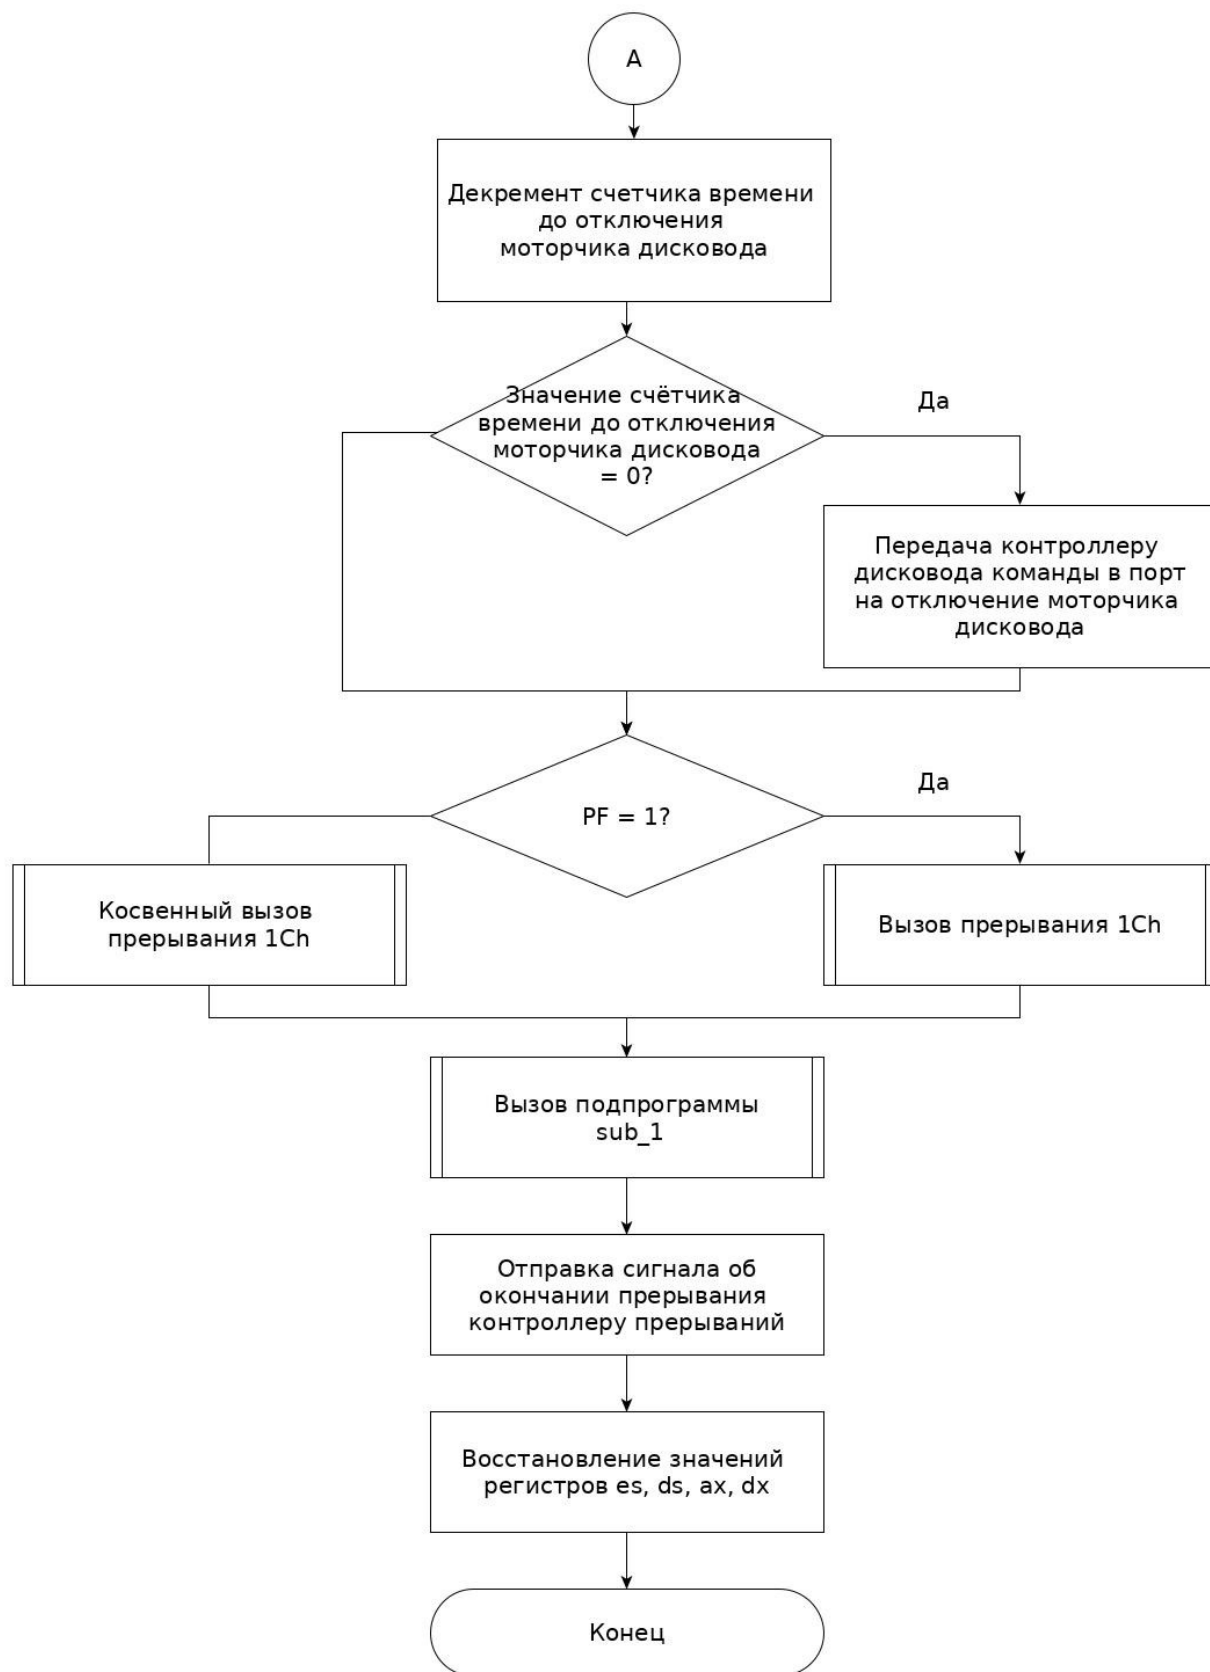 А
Декремент счетчика времени
до отключения
моторчика дисковода
Значение счётчика
времени до отключения
моторчика дисковода
= 0?
Да
Передача контроллеру
дисковода команды в порт
на отключение моторчика
дисковода
PF = 1?
Да
Косвенный вызов
прерывания 1Ch
Вызов прерывания 1Ch
Вызов подпрограммы
sub_1
Отправка сигнала об
окончании прерывания
контроллеру прерываний
Восстановление значений
регистров es, ds, ax, dx
Конец